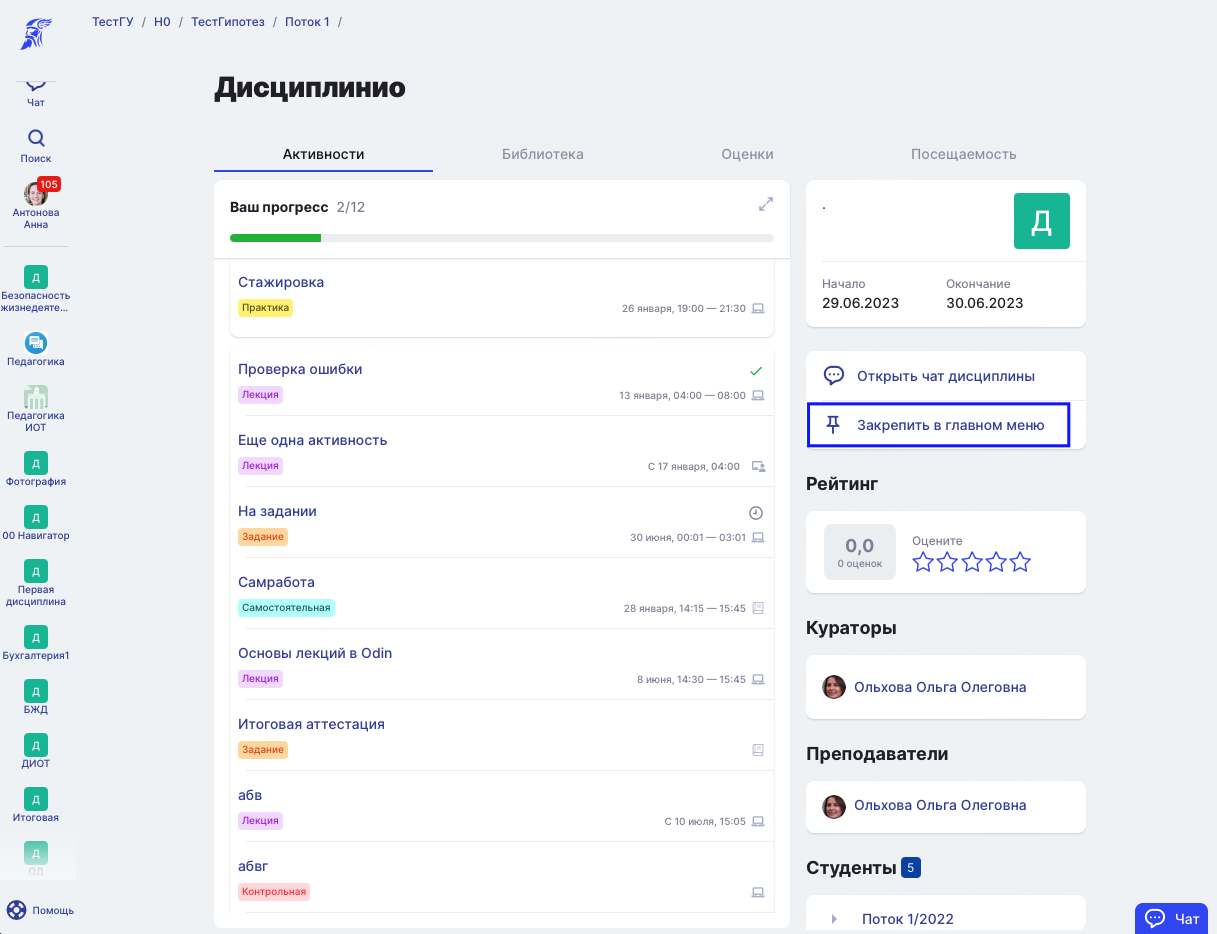 ТестГУ / Н0 / ТестГипотез / Поток 1 /
Чат
Поиск
105
Антонова
Анна
Д
Безопасность
жизнедеяте...
Педагогика
Педагогика
ИОТ
Д
Фотография
Д
00 Навигатор
Д
Первая
дисциплина
Д
Бухгалтерия1
Д
БЖД
Д
ДИОТ
Д
Итоговая
Д
ОД
Помощь
Дисциплинио
Активности Библиотека Оценки Посещаемость
Ваш прогресс 2/12
Стажировка
Практика 26 января, 19:00 — 21:30
Проверка ошибки
Лекция 13 января, 04:00 — 08:00
Еще одна активность
Лекция С 17 января, 04:00
На задании
Задание 30 июня, 00:01 — 03:01
Самработа
Самостоятельная 28 января, 14:15 — 15:45
Основы лекций в Odin
Лекция 8 июня, 14:30 — 15:45
Итоговая аттестация
Задание
абв
Лекция С 10 июля, 15:05
абвг
Контрольная
. Д
Начало Окончание
29.06.2023 30.06.2023
Открыть чат дисциплины
Закрепить в главном меню
Рейтинг
0,0
0 оценок
Оцените
Кураторы
Ольхова Ольга Олеговна
Преподаватели
Ольхова Ольга Олеговна
Студенты 5
Поток 1/2022
Чат